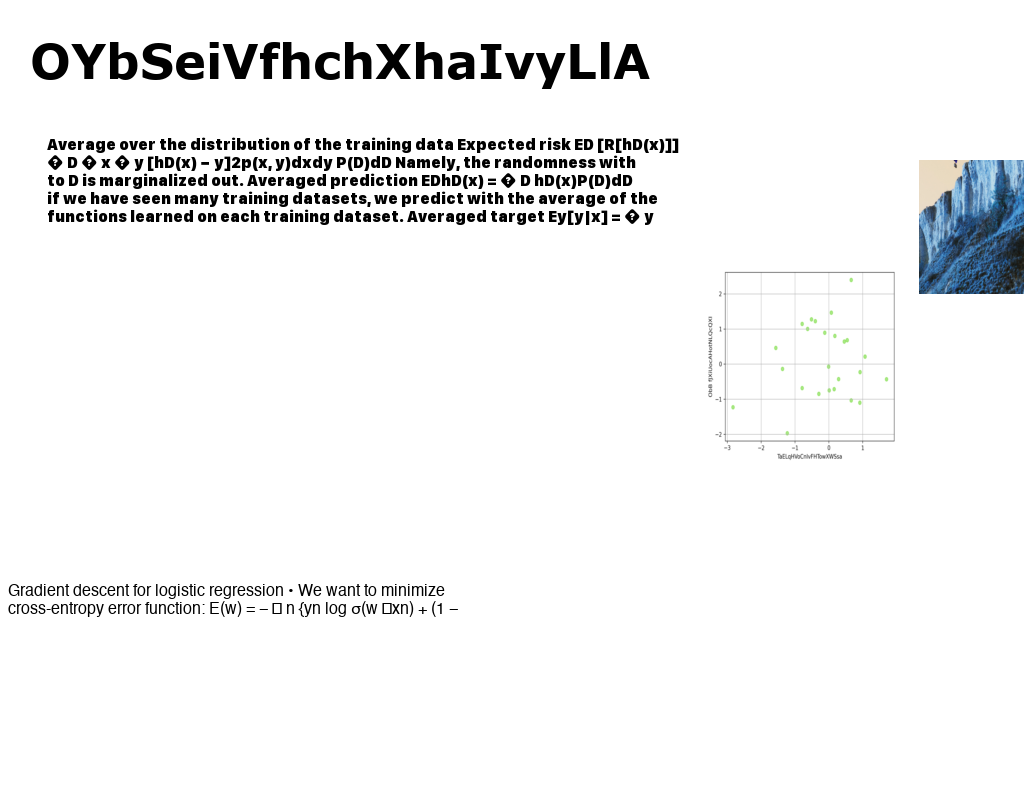 OYbSeiVfhchXhaIvyLlA
Average over the distribution of the training data Expected risk ED [R[hD(x)]]
� D � x � y [hD(x) − y]2p(x, y)dxdy P(D)dD Namely, the randomness with
to D is marginalized out. Averaged prediction EDhD(x) = � D hD(x)P(D)dD
if we have seen many training datasets, we predict with the average of the
functions learned on each training dataset. Averaged target Ey[y|x] = � y
2
1
0
−1
−2
−3 −2 −1 0 1
Gradient descent for logistic regression • We want to minimize
cross-entropy error function: E(w) = − □ n {yn log σ(w □xn) + (1 −